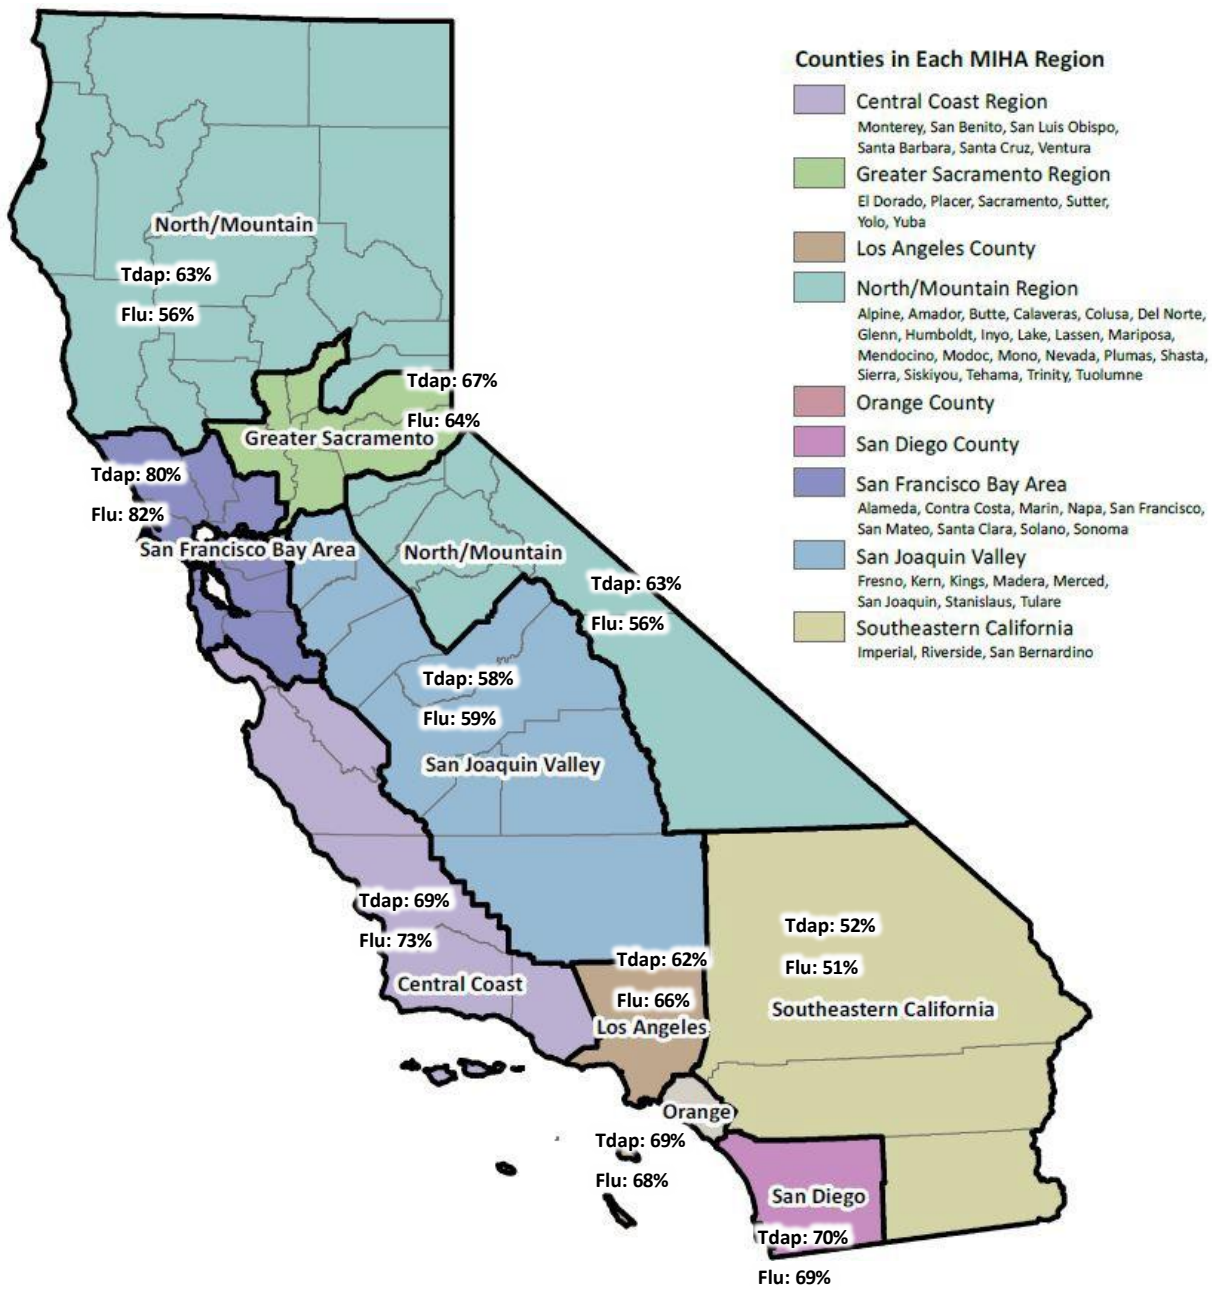 Counties in Each MIHA Region
Central Coast Region
Monterey, San Benito, San Luis Obispo,
Santa Barbara, Santa Cruz, Ventura
Greater Sacramento Region
El Dorado, Placer, Sacramento, Sutter,
Yolo, Yuba
Los Angeles County
North/Mountain Region
Alpine, Amador, Butte, Calaveras, Colusa, Del Norte,
Glenn, Humboldt, Inyo, Lake, Lassen, Mariposa,
Mendocino, Modoc, Mono, Nevada, Plumas, Shasta,
Sierra, Siskiyou, Tehama, Trinity, Tuolumne
Orange County
San Diego County
San Francisco Bay Area
Alameda, Contra Costa, Marin, Napa, San Francisco,
San Mateo, Santa Clara, Solano, Sonoma
San Joaquin Valley
Fresno, Kern, Kings, Madera, Merced,
San Joaquin, Stanislaus, Tulare
Southeastern California
Imperial, Riverside, San Bernardino
North/Mountain
Tdap: 63%
Flu: 56%
Tdap: 67%
Flu: 64%
Greater Sacramento
Tdap: 80%
Flu: 82%
San Francisco Bay Area
North/Mountain
Tdap: 63%
Flu: 56%
Tdap: 58%
Flu: 59%
San Joaquin Valley
Tdap: 69%
Flu: 73%
Central Coast
Tdap: 62%
Flu: 66%
Los Angeles
Tdap: 52%
Flu: 51%
Southeastern California
Orange
Tdap: 69%
Flu: 68%
San Diego
Tdap: 70%
Flu: 69%